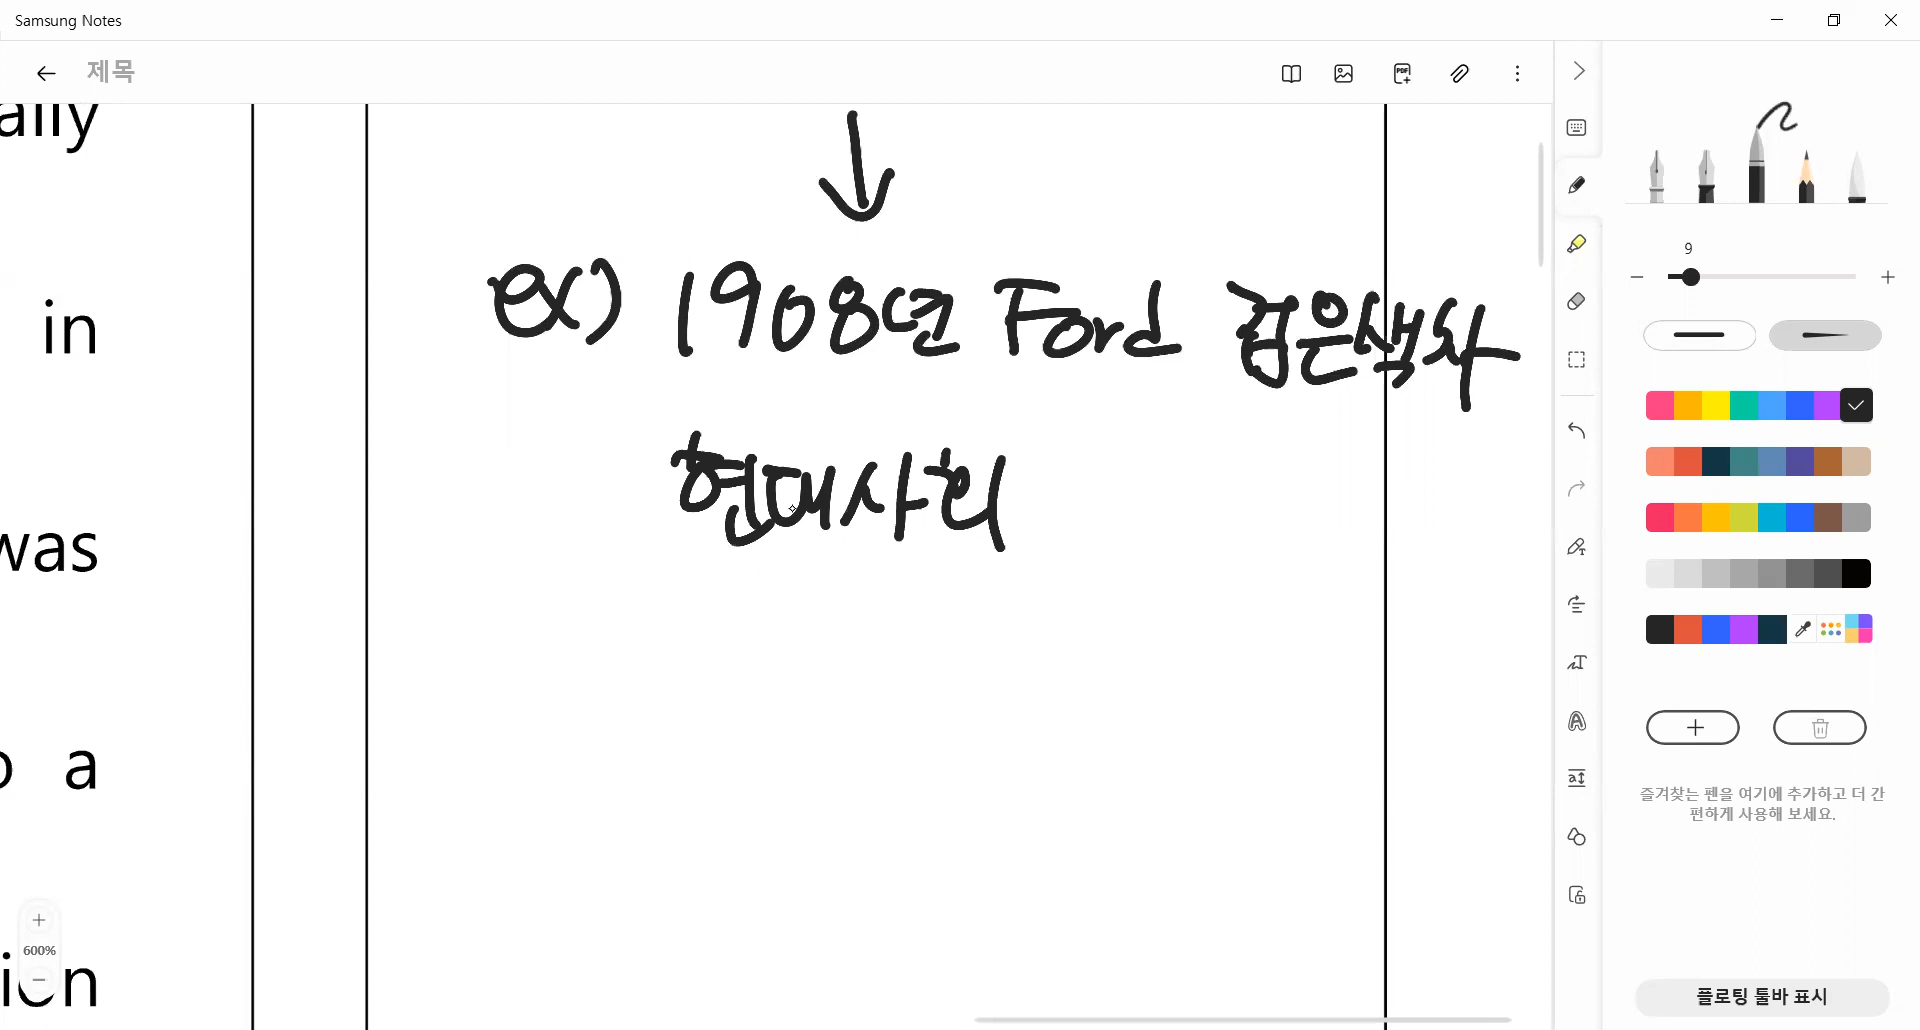 Samsung Notes
제목
ally
in
was
o a
ion
ex) 1908년 Ford 검은색차
현대사회
9
600%
즐겨찾는 펜을 여기에 추가하고 더 간
편하게 사용해 보세요.
플로팅 툴바 표시